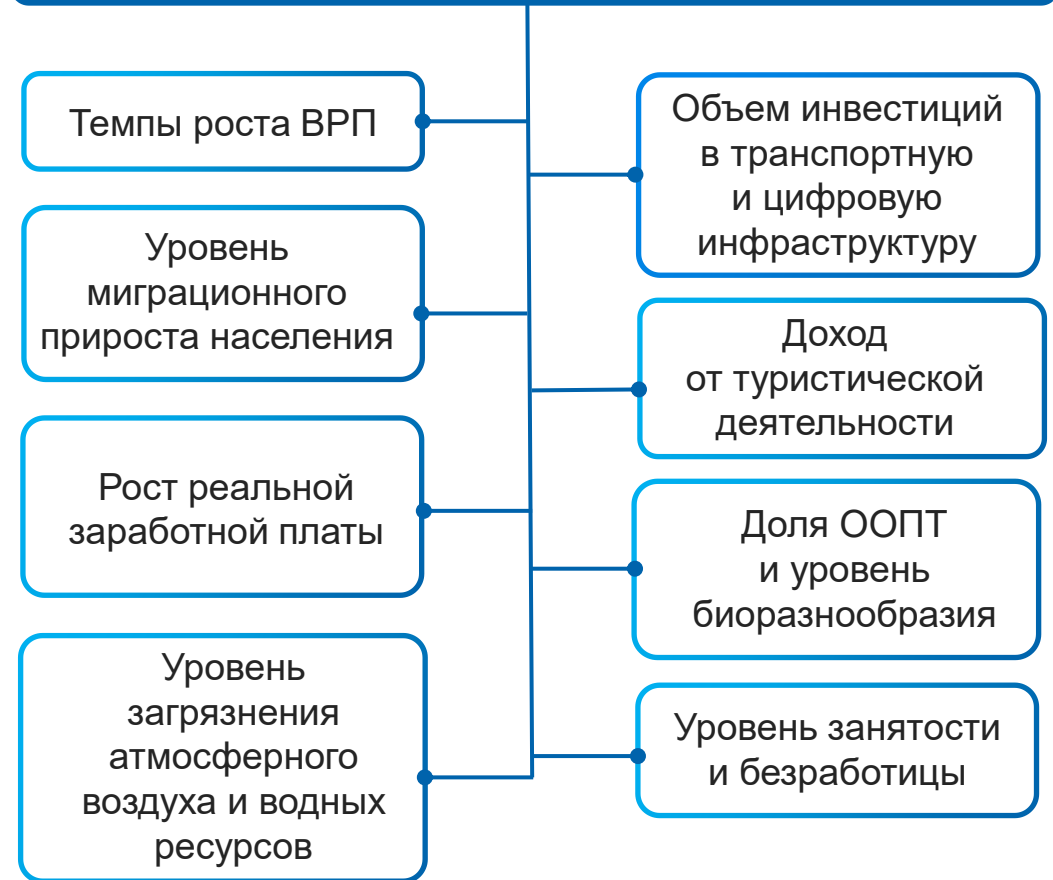 Темпы роста ВРП
Уровень
миграционного
прироста населения
Рост реальной
заработной платы
Уровень
загрязнения
атмосферного
воздуха и водных
ресурсов
Объем инвестиций
в транспортную
и цифровую
инфраструктуру
Доход
от туристической
деятельности
Доля ООПТ
и уровень
биоразнообразия
Уровень занятости
и безработицы